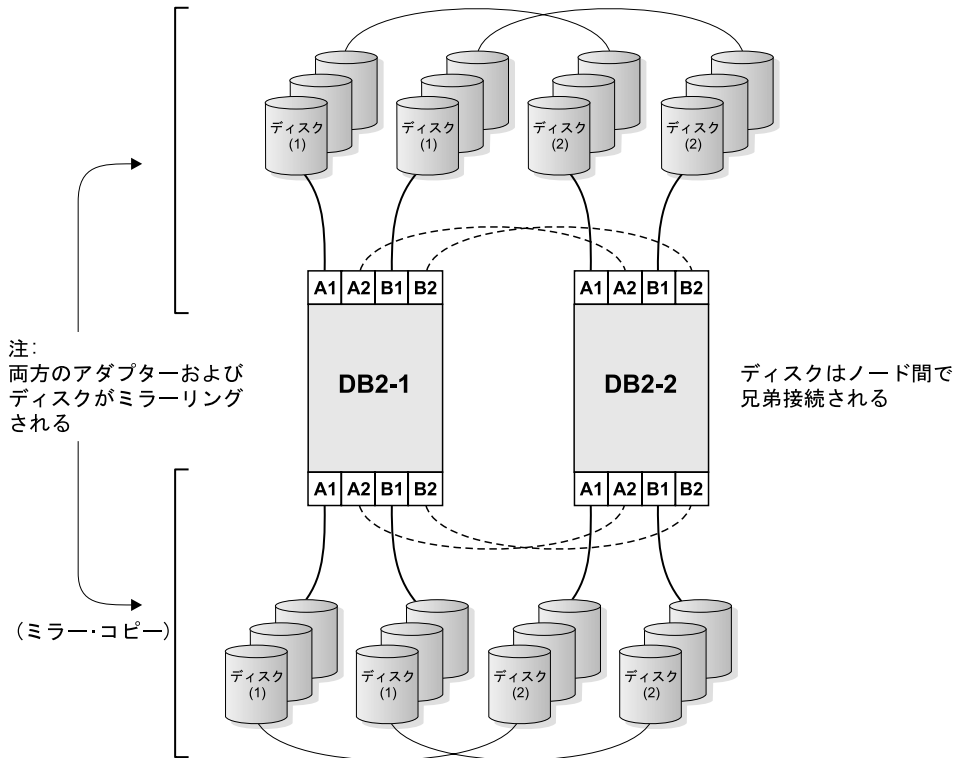 ディスク
(1)
ディスク
(1)
ディスク
(2)
ディスク
(2)
A1 A2 B1 B2
A1 A2 B1 B2
注:
両方のアダプターおよび
ディスクがミラーリング
される
DB2-1
DB2-2
ディスクはノード間で
兄弟接続される
A1 A2 B1 B2
A1 A2 B1 B2
(ミラー・コピー)
ディスク
(1)
ディスク
(1)
ディスク
(2)
ディスク
(2)